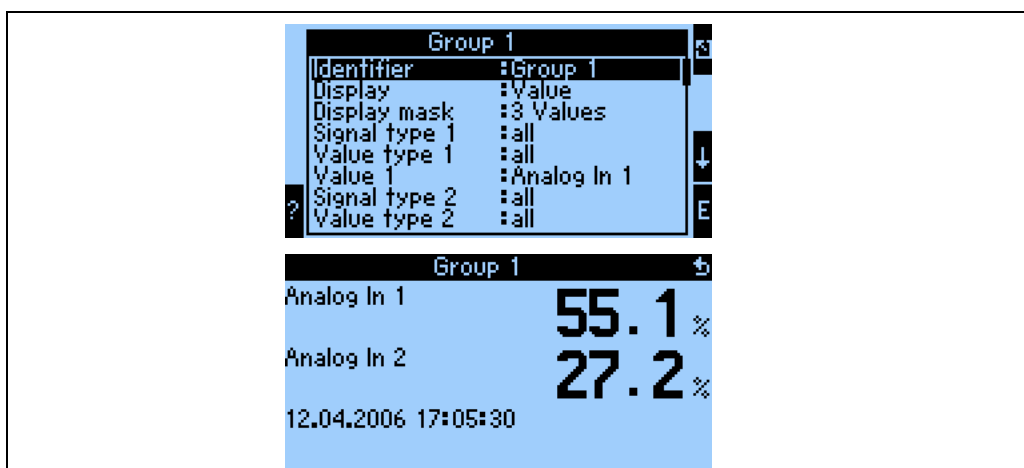 Group 1
Identifier :Group 1
Display :Value
Display mask :3 Values
Signal type 1 :all
Value type 1 :all
Value 1 :Analog In 1
Signal type 2 :all
Value type 2 :all
?
E
Group 1
Analog In 1 55.1 %
Analog In 2 27.2 %
12.04.2006 17:05:30